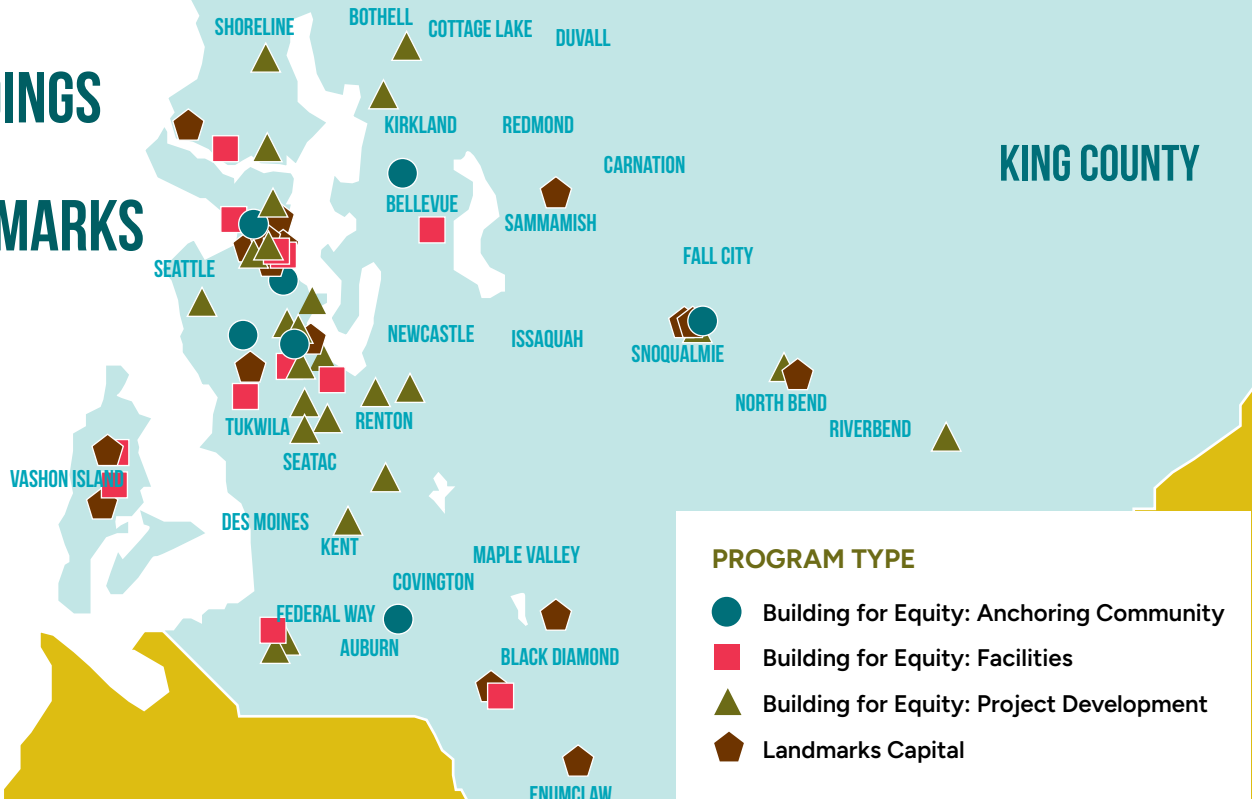 INGS
MARKS
SHORELINE
BOTHELL
COTTAGE LAKE
DUVALL
KIRKLAND
REDMOND
CARNATION
KING COUNTY
BELLEVUE
SAMMAMISH
SEATTLE
FALL CITY
NEWCASTLE
ISSAQUAH
SNOQUALMIE
NORTH BEND
TUKWILA
RENTON
RIVERBEND
SEATAC
VASHON ISLAND
DES MOINES
KENT
MAPLE VALLEY
COVINGTON
FEDERAL WAY
AUBURN
BLACK DIAMOND
ENUMCLAW
PROGRAM TYPE
Building for Equity: Anchoring Community
Building for Equity: Facilities
Building for Equity: Project Development
Landmarks Capital